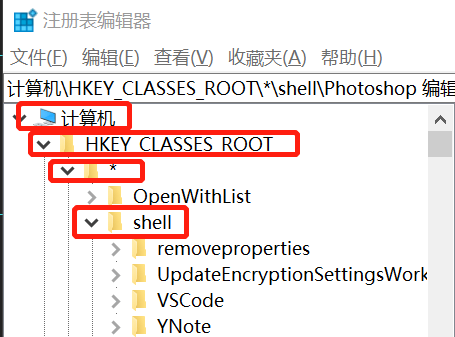 注册表编辑器
文件(F) 编辑(E) 查看(V) 收藏夹(A) 帮助(H)
计算机\HKEY_CLASSES_ROOT\*\shell\Photoshop 编辑
计算机
HKEY_CLASSES_ROOT
*
OpenWithList
shell
removeproperties
UpdateEncryptionSettingsWork
VSCode
YNote